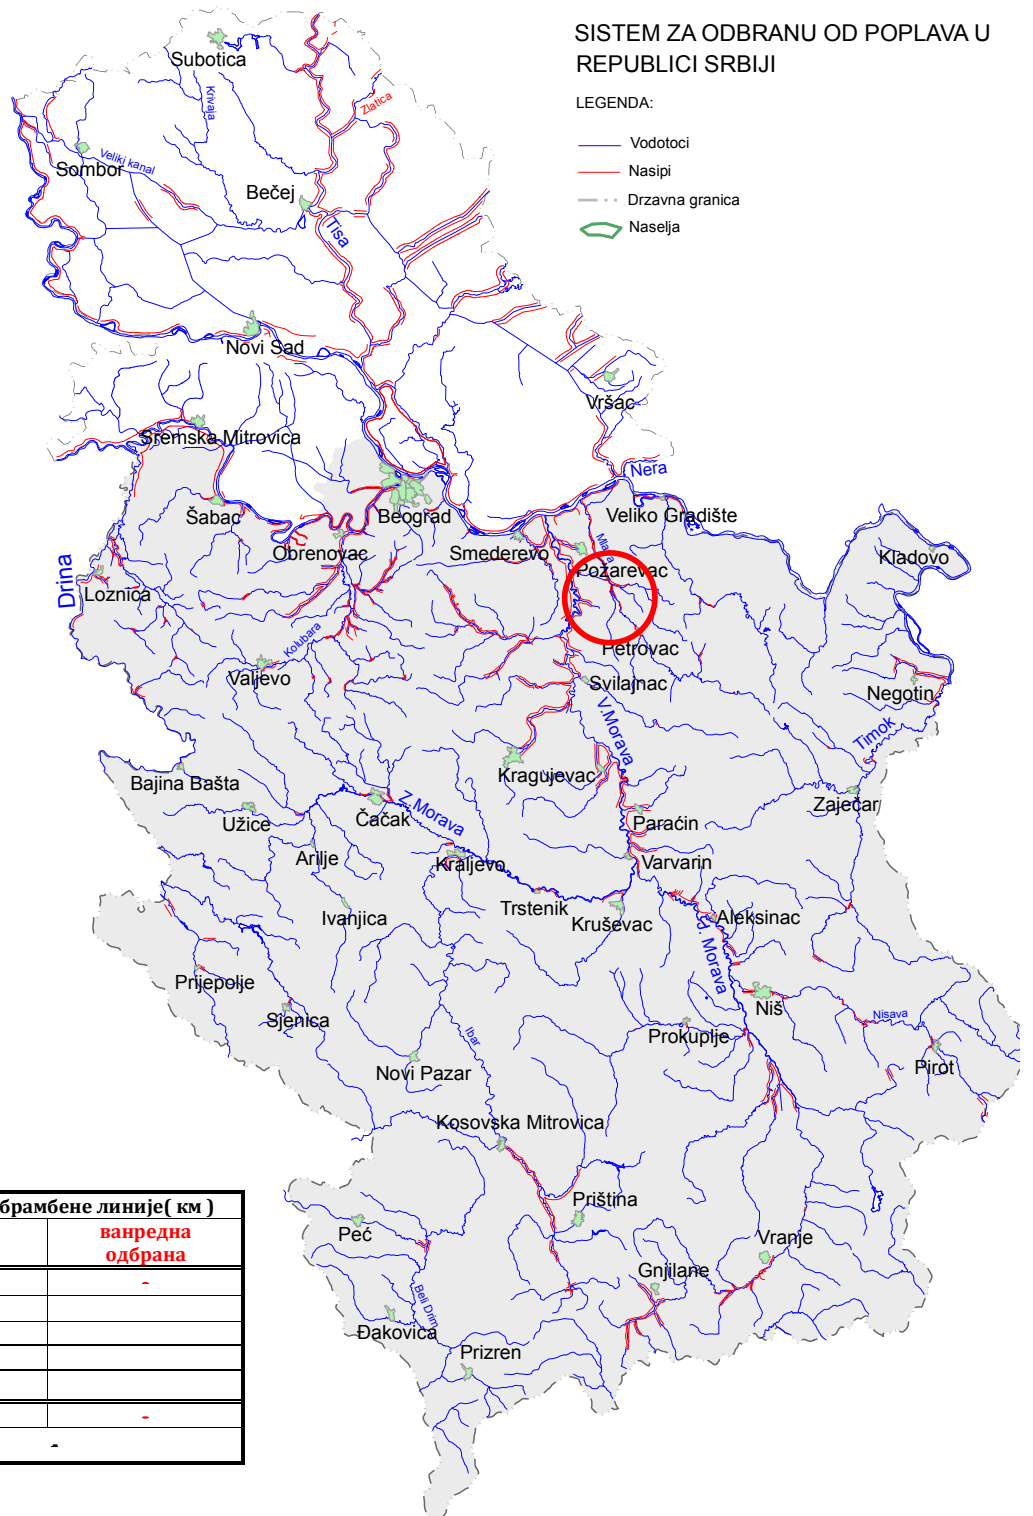 SISTEM ZA ODBRANU OD POPLAVA U
REPUBLICI SRBIJI
LEGENDA:
Vodotoci
Nasipi
Drzavna granica
Naselja
Subotica
Krivaja
Zlatica
Sombor
Veliki kanal
Bečej
Tisa
Novi Sad
Vršac
Sremska Mitrovica
Nera
Šabac
Beograd
Veliko Gradište
Obrenovac
Smederevo
Kladovo
Drina
Loznica
Požarevac
Kolubara
Petrovac
Valjevo
Svilajnac
Negotin
V.Morava
Timok
Kragujevac
Bajina Bašta
Zaječar
Užice
Čačak
Z.Morava
Paraćin
Arilje
Kraljevo
Varvarin
Ivanjica
Trstenik
Kruševac
Aleksinac
J. Morava
Prijepolje
Niš
Sjenica
Nisava
Ibar
Prokuplje
Novi Pazar
Pirot
Kosovska Mitrovica
Priština
Peć
Vranje
Gnjilane
Beli Drim
Đakovica
Prizren
брамбене линије( км )
ванредна
одбрана
-
-
-